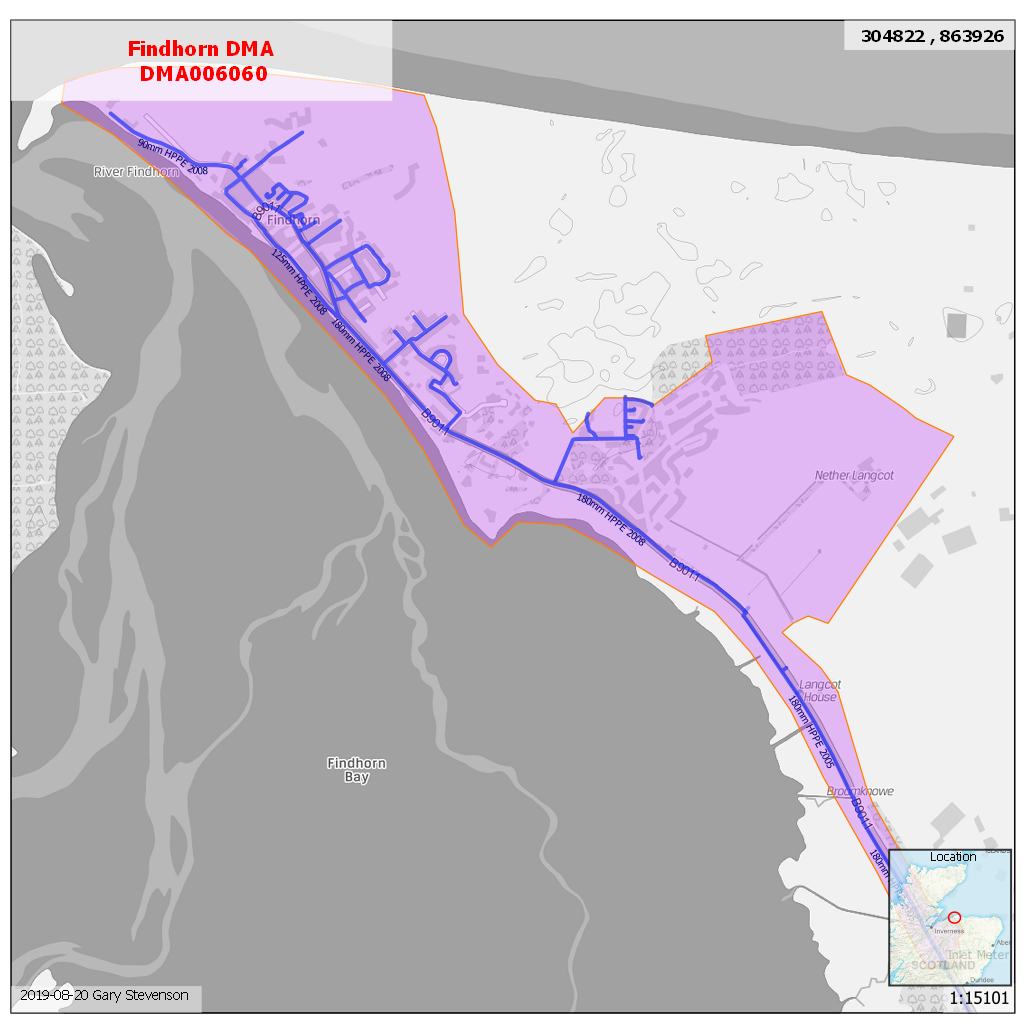 Findhorn DMA
DMA006060
304822 , 863926
90mm HPPE 2008
River Findhorn
B9011
Findhorn
125mm HPPE 2008
180mm HPPE 2008
B9011
Nether Langcot
180mm HPPE 2008
B9011
Langcot
House
180mm HPPE 2005
Findhorn
Bay
Broomknowe
B9011
180mm
Location
Inverness
Aber
Inlet Meter
SCOTLAND
Dundee
2019-08-20 Gary Stevenson
1:15101